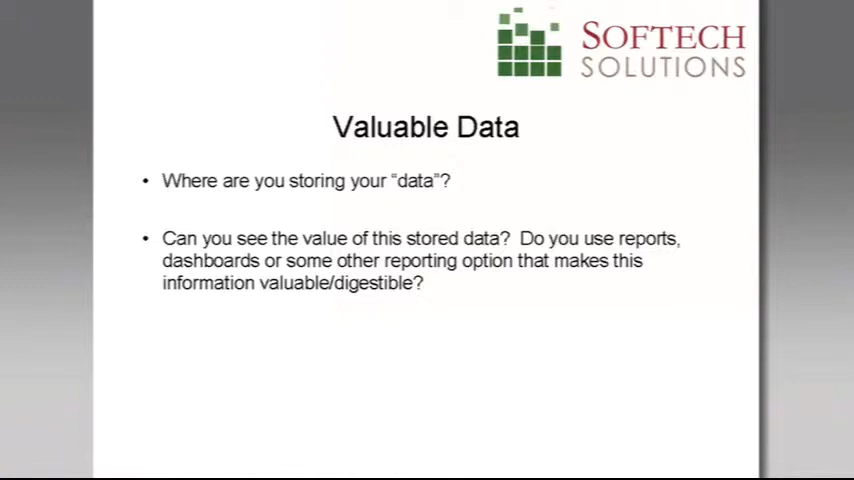 SOFTECH
SOLUTIONS
Valuable Data
• Where are you storing your “data”?
• Can you see the value of this stored data?  Do you use reports,
dashboards or some other reporting option that makes this
information valuable/digestible?